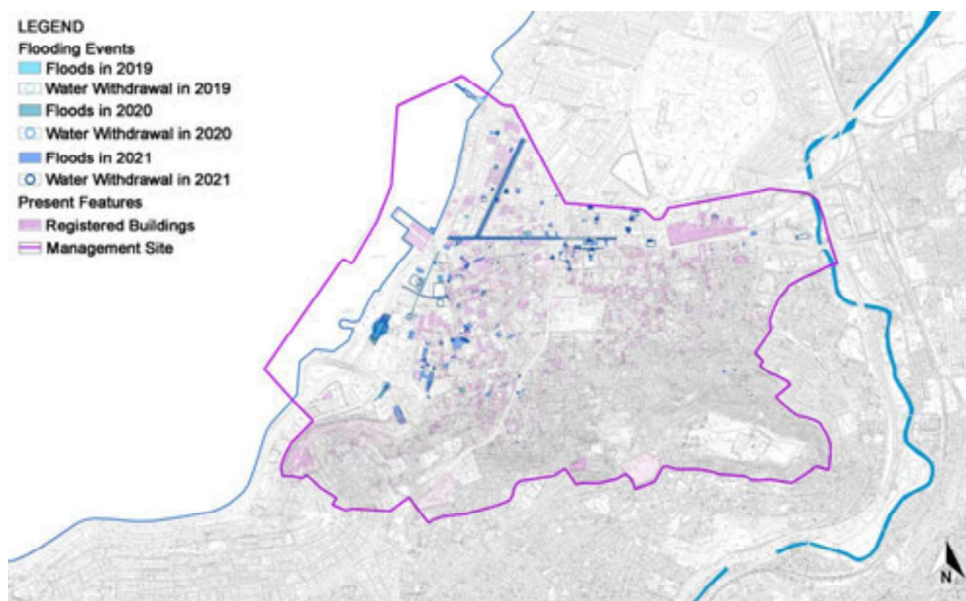 LEGEND
Flooding Events
Floods in 2019
Water Withdrawal in 2019
Floods in 2020
Water Withdrawal in 2020
Floods in 2021
Water Withdrawal in 2021
Present Features
Registered Buildings
Management Site
N